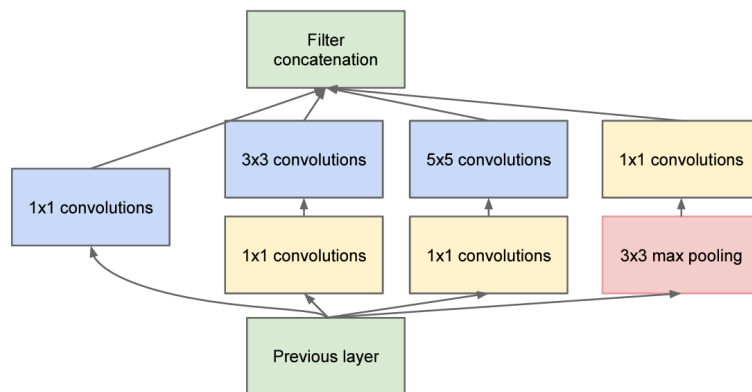 Filter
concatenation
3x3 convolutions
5x5 convolutions
1x1 convolutions
1x1 convolutions
1x1 convolutions
1x1 convolutions
3x3 max pooling
Previous layer